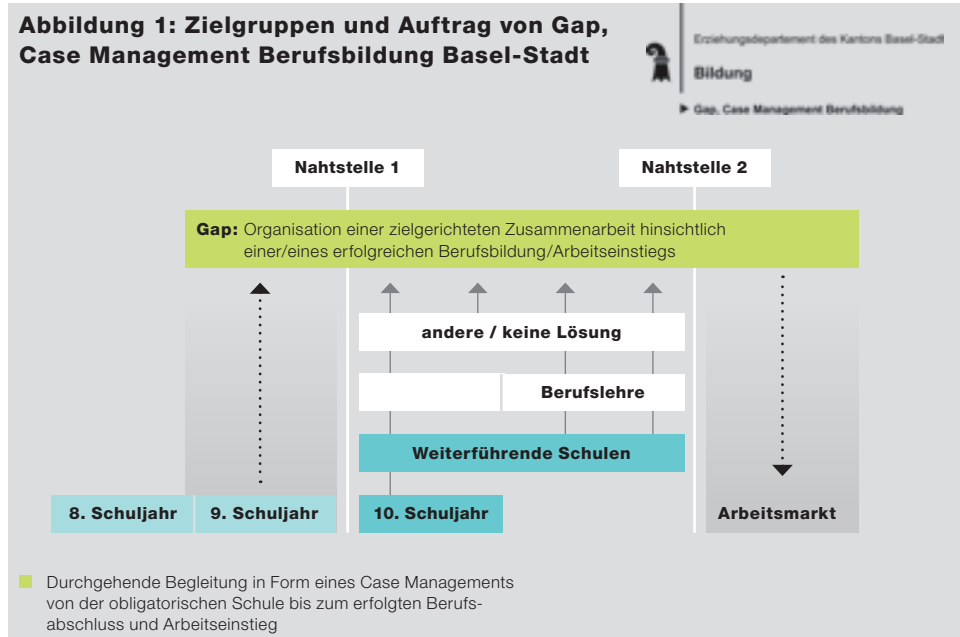 Abbildung 1: Zielgruppen und Auftrag von Gap,
Case Management Berufsbildung Basel-Stadt
Erziehungsdepartement des Kantons Basel-Stadt
Bildung
▶ Gap, Case Management Berufsbildung
Nahtstelle 1
Nahtstelle 2
Gap: Organisation einer zielgerichteten Zusammenarbeit hinsichtlich
einer/eines erfolgreichen Berufsbildung/Arbeitseinstiegs
andere / keine Lösung
Berufslehre
Weiterführende Schulen
8. Schuljahr
9. Schuljahr
10. Schuljahr
Arbeitsmarkt
Durchgehende Begleitung in Form eines Case Managements
von der obligatorischen Schule bis zum erfolgten Berufs-
abschluss und Arbeitseinstieg